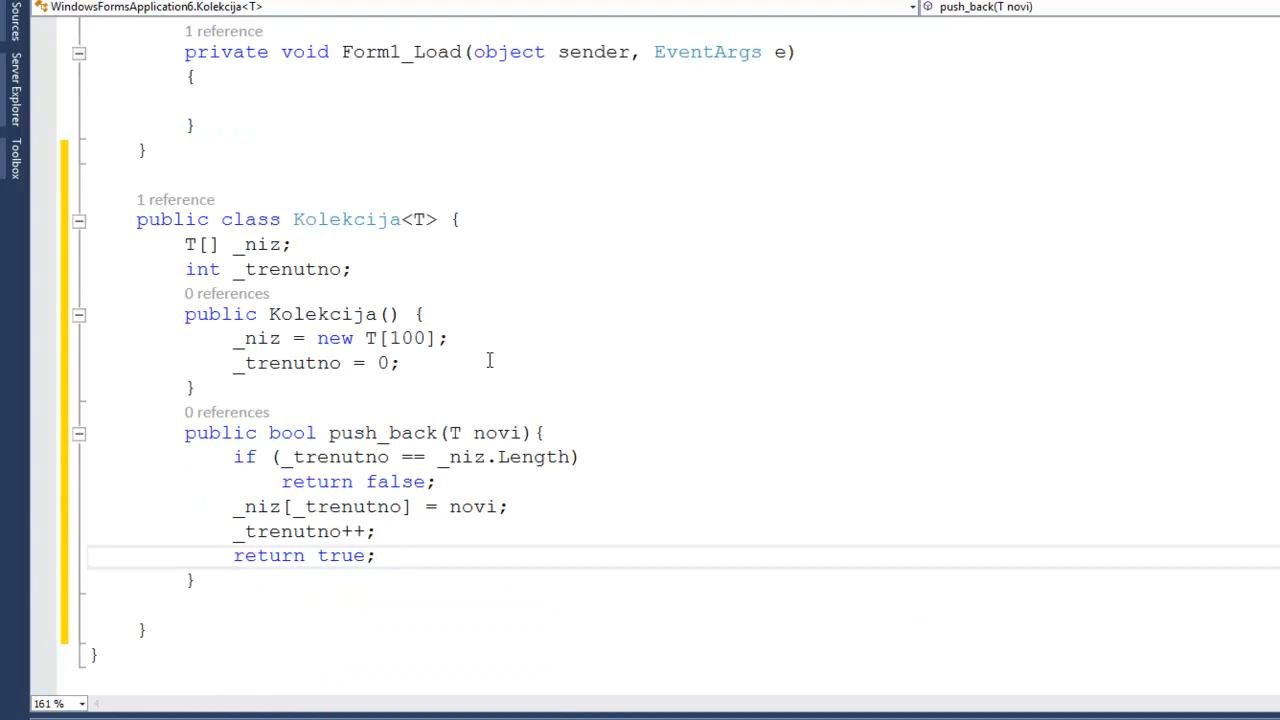 WindowsFormsApplication6.Kolekcija<T>
push_back(T novi)
Sources
Server Explorer
Toolbox
1 reference
private void Form1_Load(object sender, EventArgs e)
{
}
}
1 reference
public class Kolekcija<T> {
T[] _niz;
int _trenutno;
0 references
public Kolekcija() {
_niz = new T[100];
_trenutno = 0;
}
0 references
public bool push_back(T novi){
if (_trenutno == _niz.Length)
return false;
_niz[_trenutno] = novi;
_trenutno++;
return true;
}
}
}
161 %